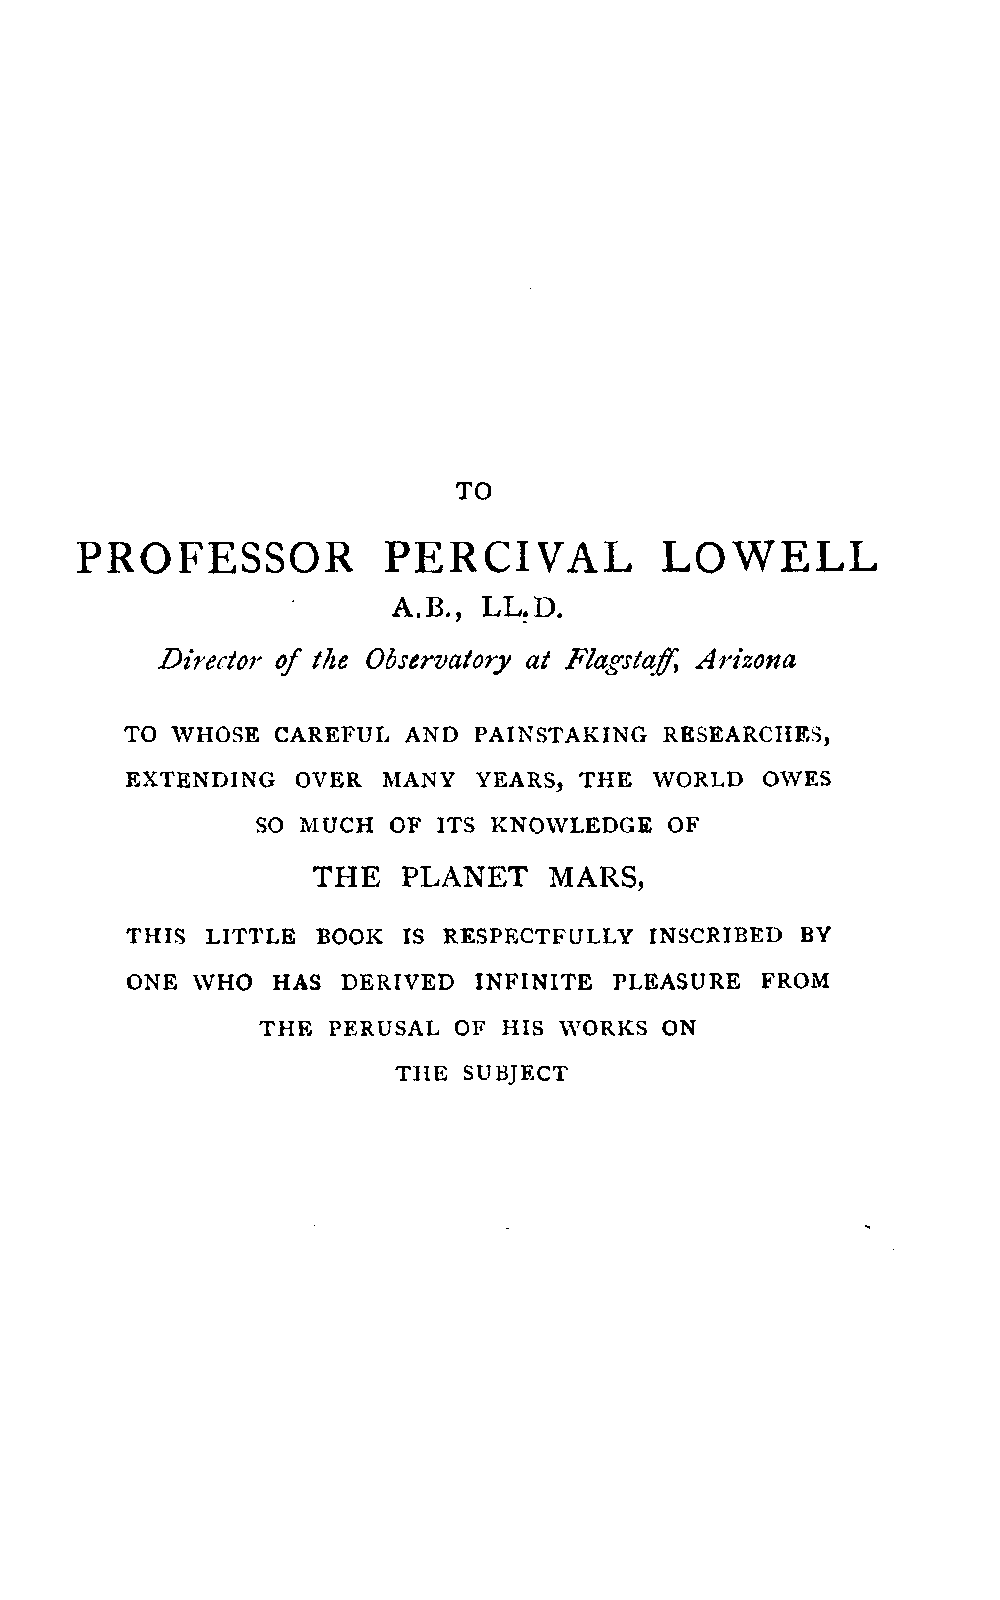 TO
PROFESSOR PERCIVAL LOWELL
A.B., LL.D.
Director of the Observatory at Flagstaff, Arizona
TO WHOSE CAREFUL AND PAINSTAKING RESEARCHES,
EXTENDING OVER MANY YEARS, THE WORLD OWES
SO MUCH OF ITS KNOWLEDGE OF
THE PLANET MARS,
THIS LITTLE BOOK IS RESPECTFULLY INSCRIBED BY
ONE WHO HAS DERIVED INFINITE PLEASURE FROM
THE PERUSAL OF HIS WORKS ON
THE SUBJECT